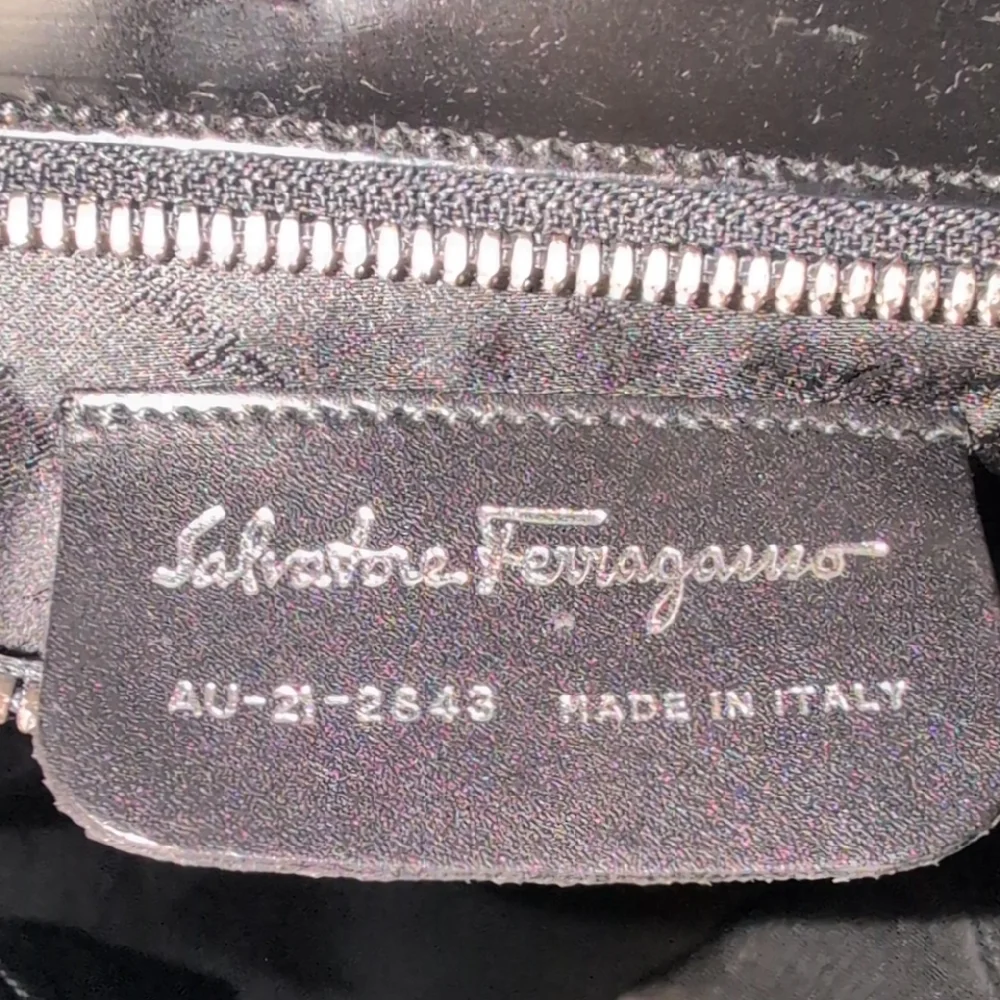 Salvatore Ferragamo
AU-21-2843 MADE IN ITALY